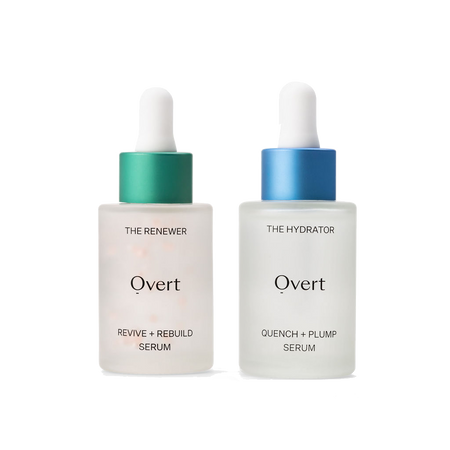 THE RENEWER
Overt
REVIVE + REBUILD
SERUM
THE HYDRATOR
Overt
QUENCH + PLUMP
SERUM